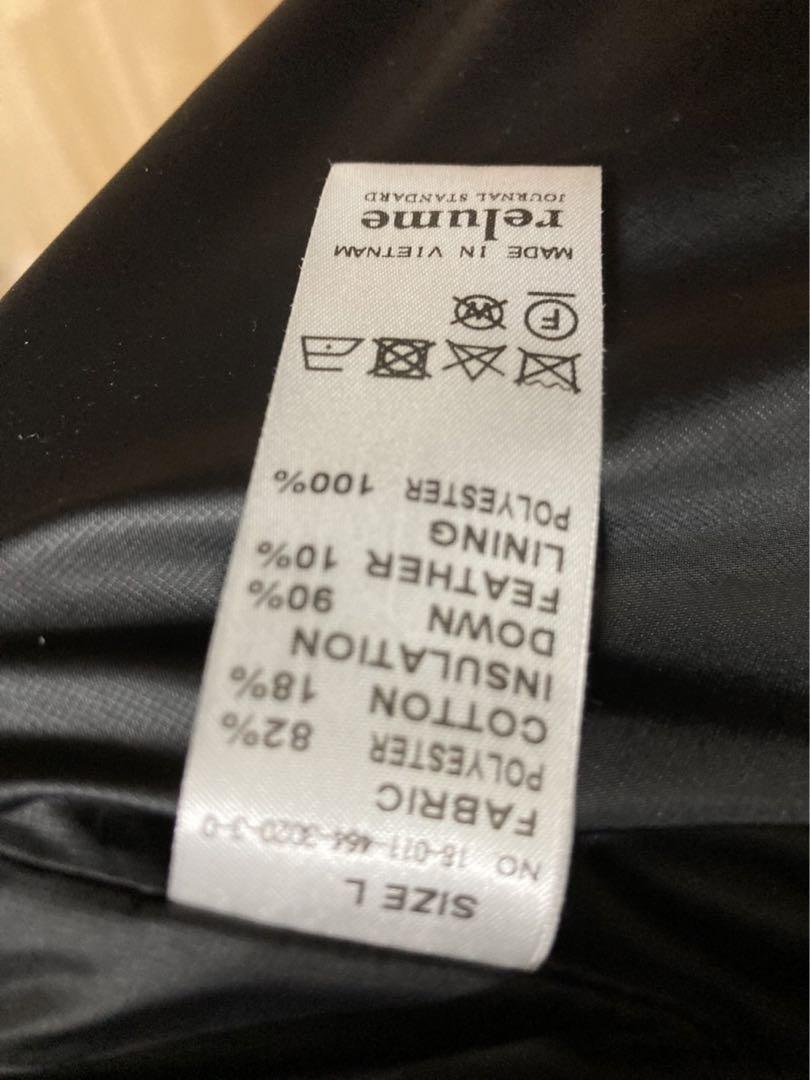 SIZE L
NO 18-011-464-3020-3-0
FABRIC
POLYESTER 82%
COTTON 18%
INSULATION
DOWN 90%
FEATHER 10%
LINING
POLYESTER 100%
F W
MADE IN VIETNAM
relume
JOURNAL STANDARD